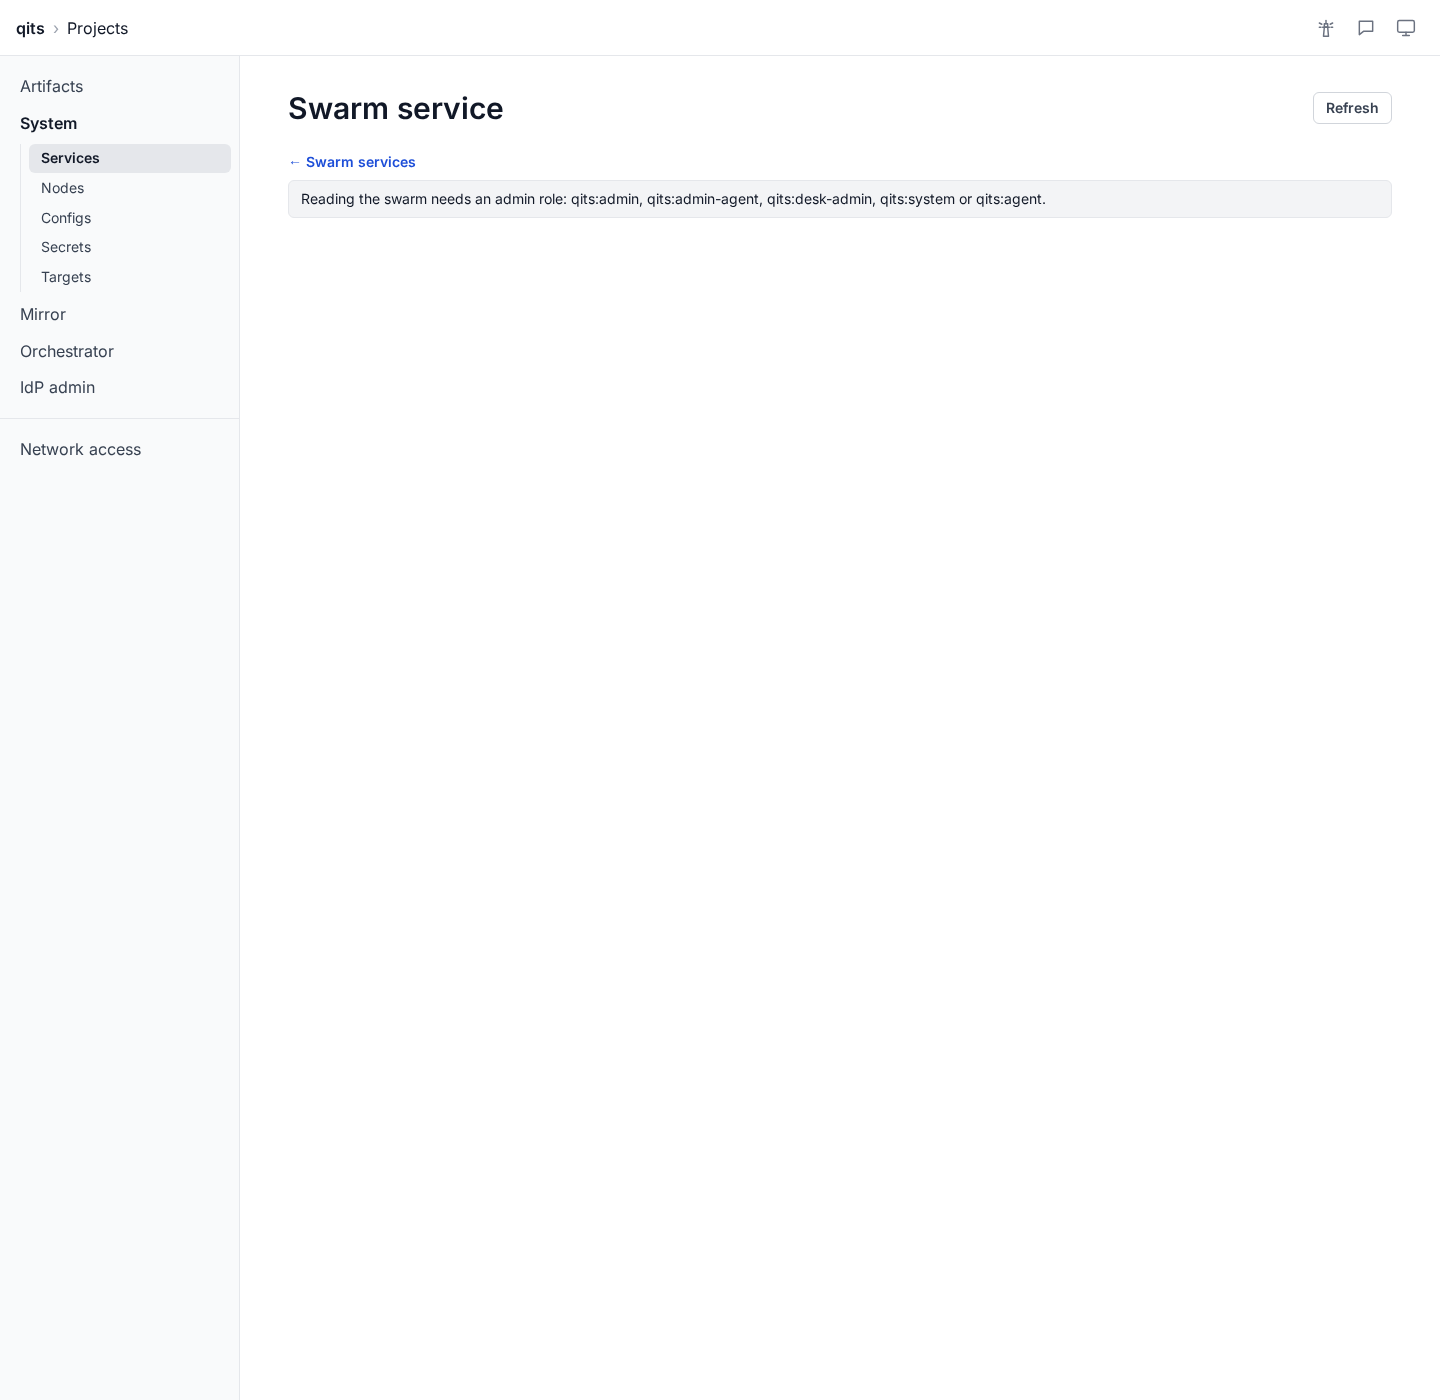 qits › Projects
Artifacts
System
Services
Nodes
Configs
Secrets
Targets
Mirror
Orchestrator
IdP admin
Network access
Swarm service
Refresh
← Swarm services
Reading the swarm needs an admin role: qits:admin, qits:admin-agent, qits:desk-admin, qits:system or qits:agent.